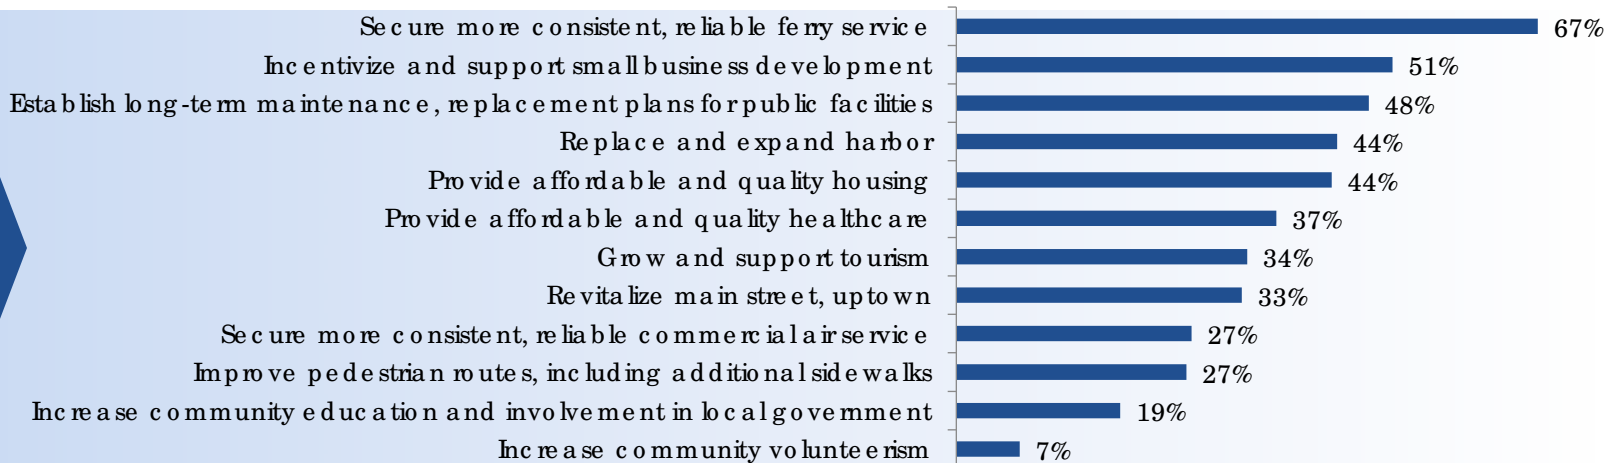 Secure more consistent, reliable ferry service 67%
Incentivize and support small business development 51%
Establish long-term maintenance, replacement plans for public facilities 48%
Replace and expand harbor 44%
Provide affordable and quality housing 44%
Provide affordable and quality healthcare 37%
Grow and support tourism 34%
Revitalize main street, uptown 33%
Secure more consistent, reliable commercial air service 27%
Improve pedestrian routes, including additional sidewalks 27%
Increase community education and involvement in local government 19%
Increase community volunteerism 7%